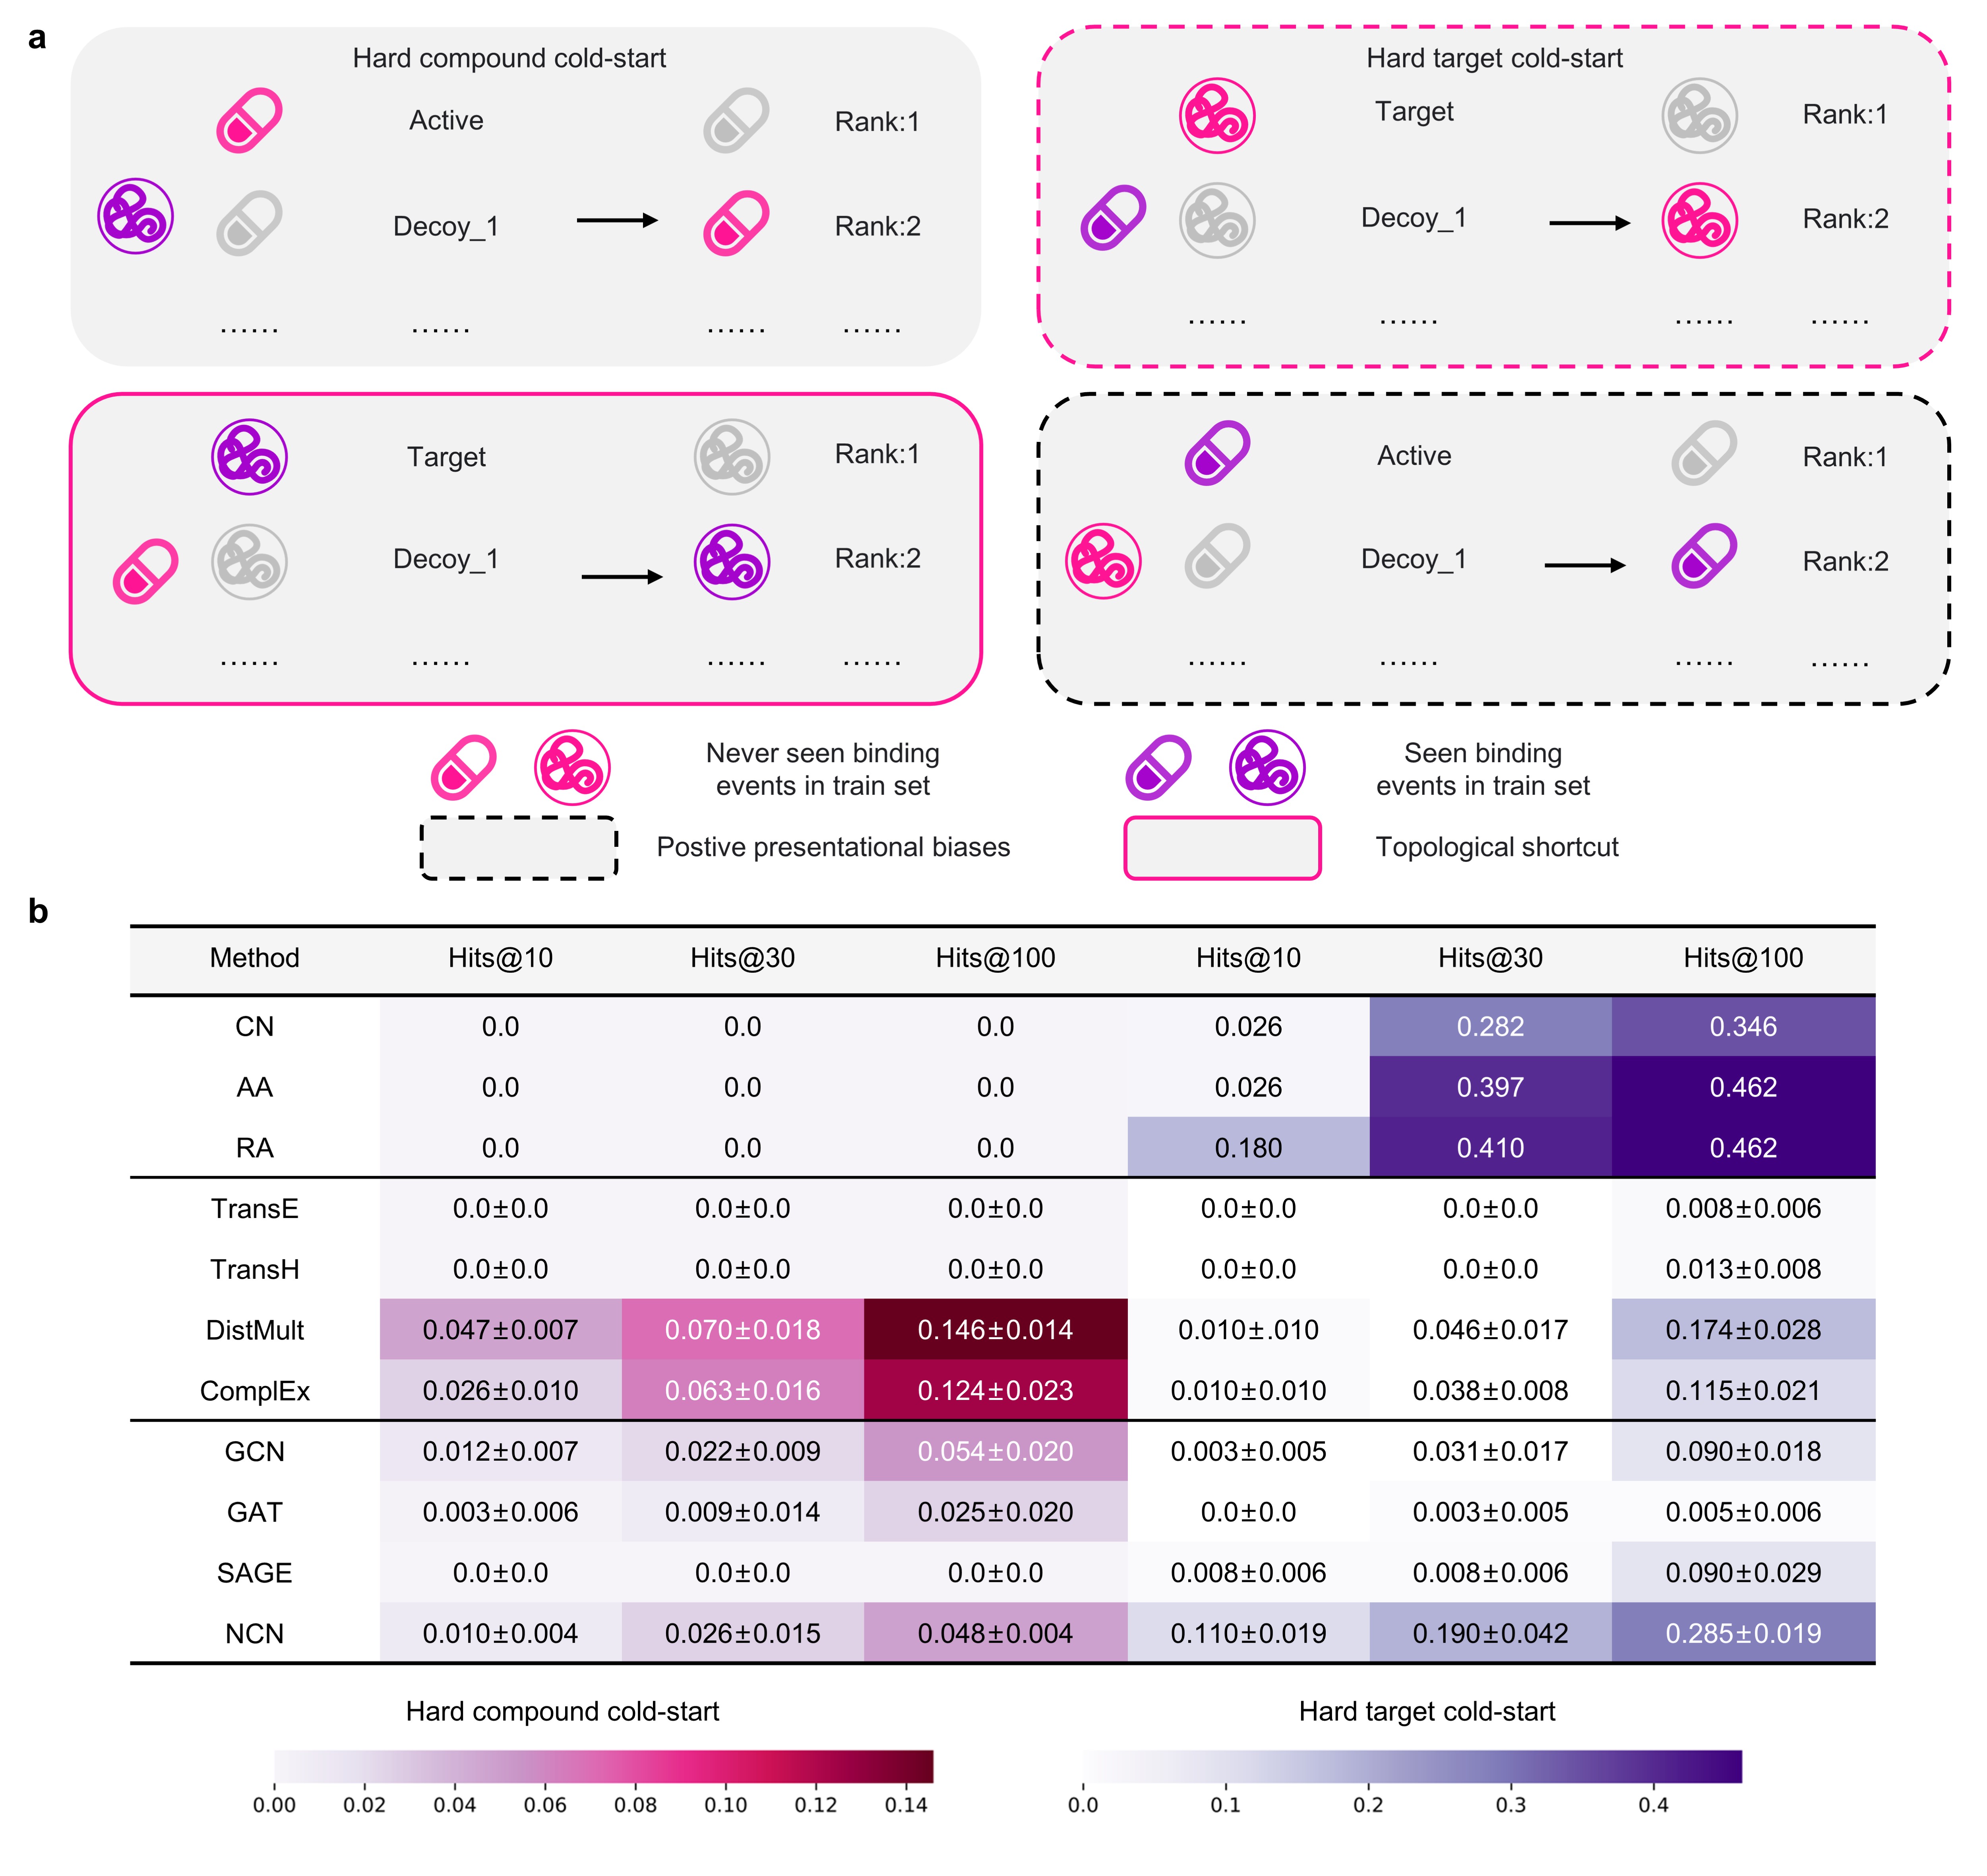 a
Hard compound cold-start
Active
Rank:1
Decoy_1
Rank:2
...... ...... ...... ......
Hard target cold-start
Target
Rank:1
Decoy_1
Rank:2
...... ...... ...... ......
Target
Rank:1
Decoy_1
Rank:2
...... ...... ...... ......
Active
Rank:1
Decoy_1
Rank:2
...... ...... ...... ......
Never seen binding
events in train set
Seen binding
events in train set
Postive presentational biases
Topological shortcut
b
Method Hits@10 Hits@30 Hits@100 Hits@10 Hits@30 Hits@100
CN 0.0 0.0 0.0 0.026 0.282 0.346
AA 0.0 0.0 0.0 0.026 0.397 0.462
RA 0.0 0.0 0.0 0.180 0.410 0.462
TransE 0.0±0.0 0.0±0.0 0.0±0.0 0.0±0.0 0.0±0.0 0.008±0.006
TransH 0.0±0.0 0.0±0.0 0.0±0.0 0.0±0.0 0.0±0.0 0.013±0.008
DistMult 0.047±0.007 0.070±0.018 0.146±0.014 0.010±.010 0.046±0.017 0.174±0.028
ComplEx 0.026±0.010 0.063±0.016 0.124±0.023 0.010±0.010 0.038±0.008 0.115±0.021
GCN 0.012±0.007 0.022±0.009 0.054±0.020 0.003±0.005 0.031±0.017 0.090±0.018
GAT 0.003±0.006 0.009±0.014 0.025±0.020 0.0±0.0 0.003±0.005 0.005±0.006
SAGE 0.0±0.0 0.0±0.0 0.0±0.0 0.008±0.006 0.008±0.006 0.090±0.029
NCN 0.010±0.004 0.026±0.015 0.048±0.004 0.110±0.019 0.190±0.042 0.285±0.019
Hard compound cold-start
0.00 0.02 0.04 0.06 0.08 0.10 0.12 0.14
Hard target cold-start
0.0 0.1 0.2 0.3 0.4